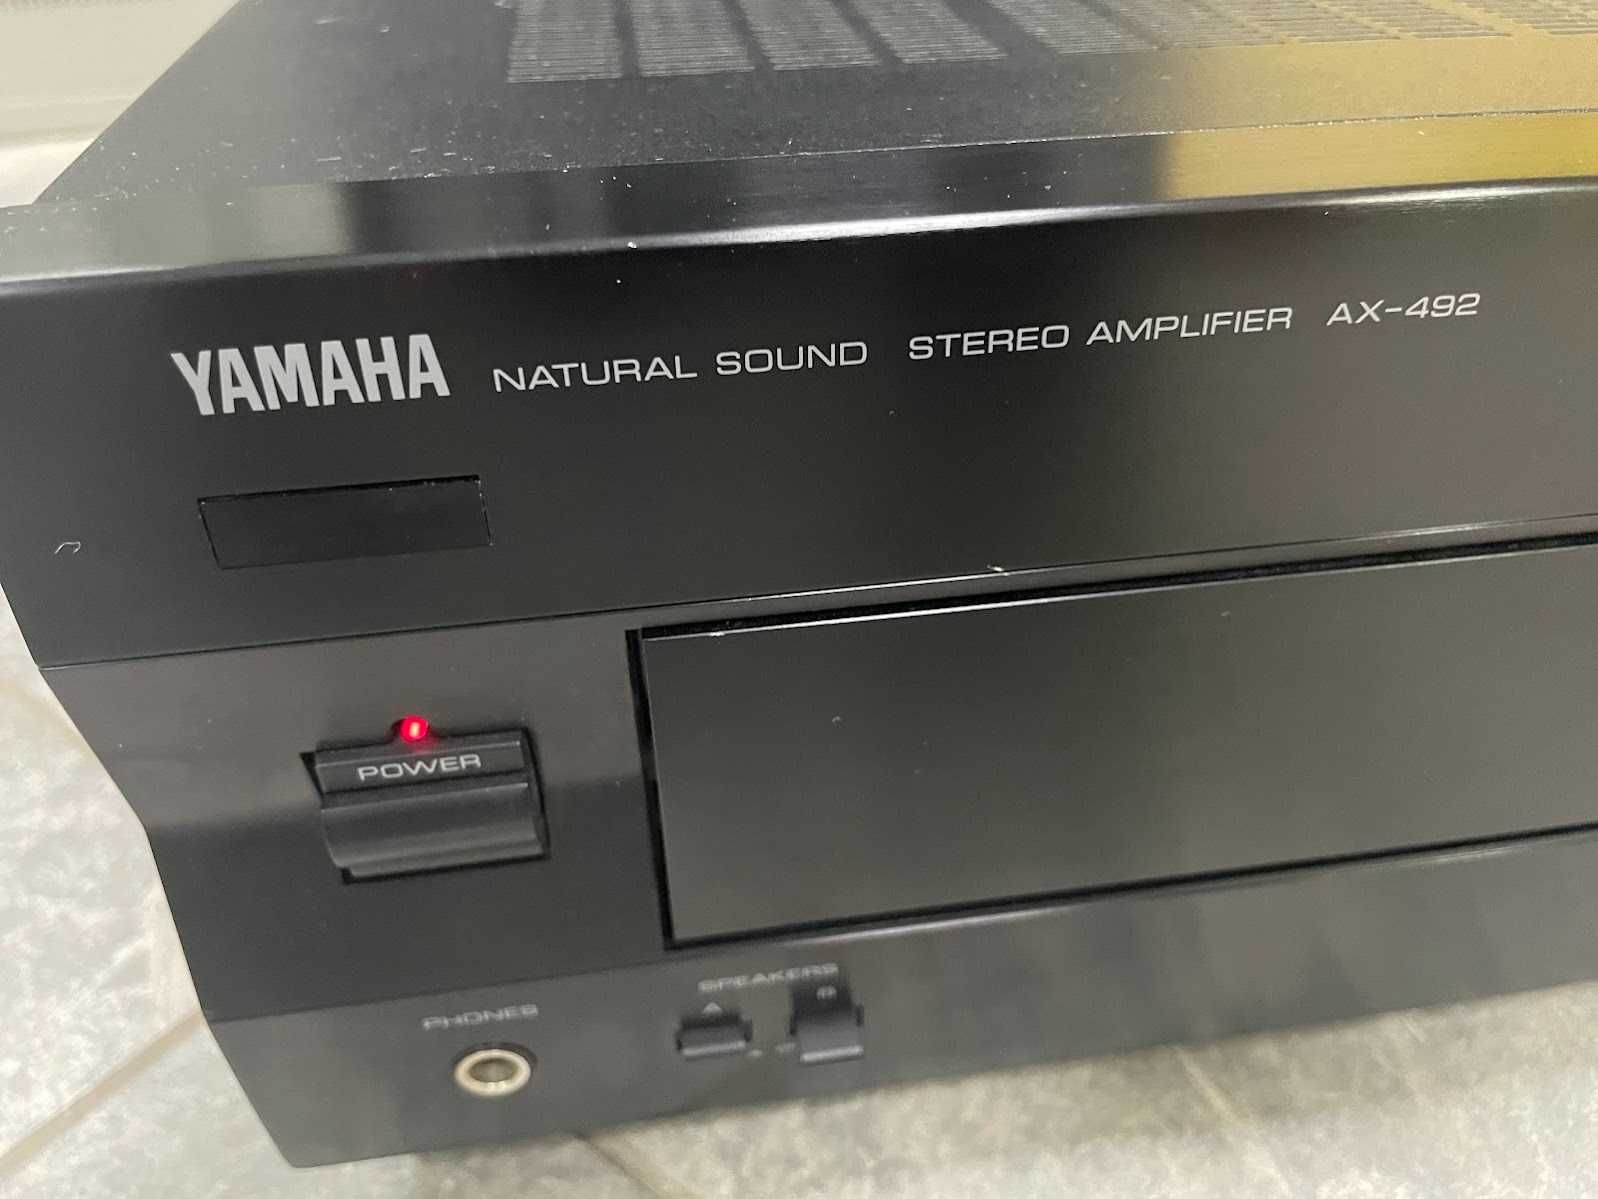 YAMAHA NATURAL SOUND STEREO AMPLIFIER AX-492
POWER
SPEAKERS
A B
PHONES